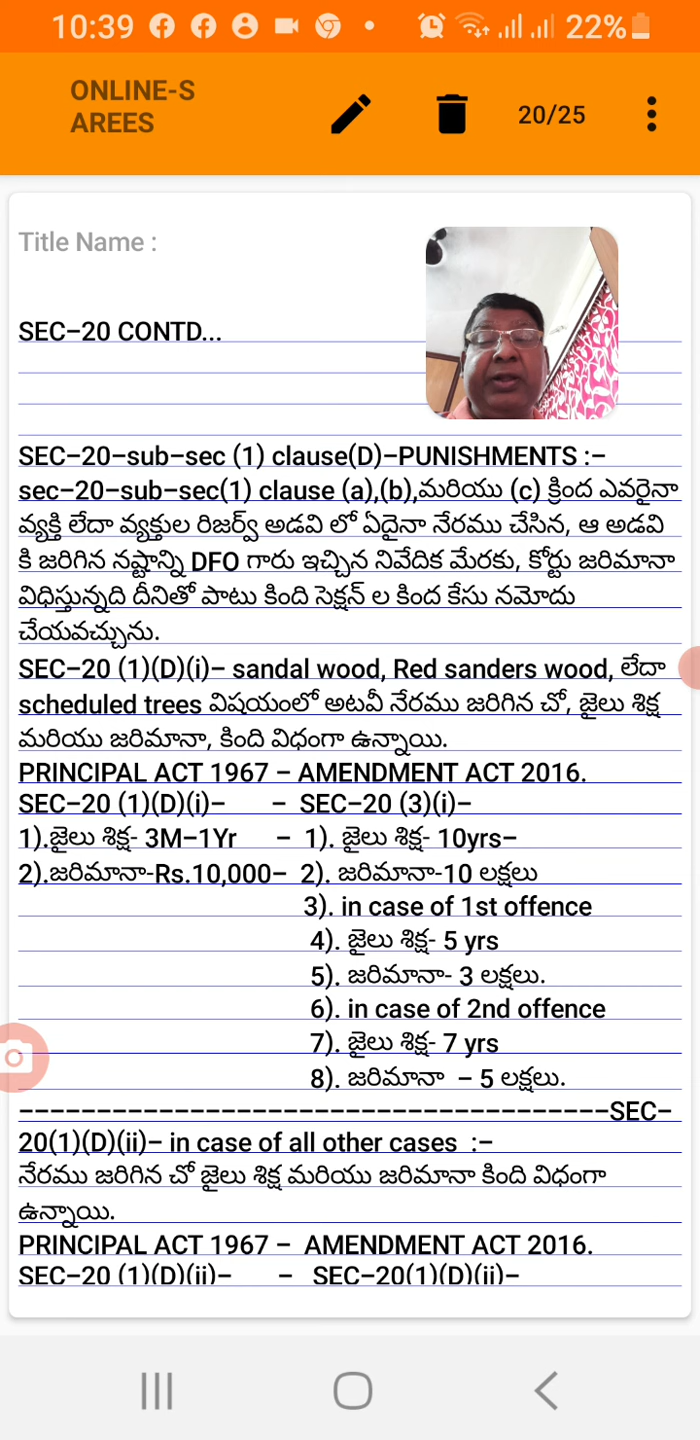 10:39 22%
ONLINE-S
AREES
20/25
Title Name :
SEC-20 CONTD...
SEC-20-sub-sec (1) clause(D)-PUNISHMENTS :-
sec-20-sub-sec(1) clause (a),(b),మరియు (c) క్రింద ఎవరైనా
వ్యక్తి లేదా వ్యక్తుల రిజర్వ్ అడవి లో ఏదైనా నేరము చేసిన, ఆ అడవి
కి జరిగిన నష్టాన్ని DFO గారు ఇచ్చిన నివేదిక మేరకు, కోర్టు జరిమానా
విధిస్తున్నది దీనితో పాటు కింది సెక్షన్ ల కింద కేసు నమోదు
చేయవచ్చును.
SEC-20 (1)(D)(i)- sandal wood, Red sanders wood, లేదా
scheduled trees విషయంలో అటవీ నేరము జరిగిన చో, జైలు శిక్ష
మరియు జరిమానా, కింది విధంగా ఉన్నాయి.
PRINCIPAL ACT 1967 - AMENDMENT ACT 2016.
SEC-20 (1)(D)(i)- - SEC-20 (3)(i)-
1).జైలు శిక్ష- 3M-1Yr - 1). జైలు శిక్ష- 10yrs-
2).జరిమానా-Rs.10,000- 2). జరిమానా-10 లక్షలు
3). in case of 1st offence
4). జైలు శిక్ష- 5 yrs
5). జరిమానా- 3 లక్షలు.
6). in case of 2nd offence
7). జైలు శిక్ష- 7 yrs
8). జరిమానా - 5 లక్షలు.
--------------------------------------SEC-
20(1)(D)(ii)- in case of all other cases :-
నేరము జరిగిన చో జైలు శిక్ష మరియు జరిమానా కింది విధంగా
ఉన్నాయి.
PRINCIPAL ACT 1967 - AMENDMENT ACT 2016.
SEC-20 (1)(D)(ii)- - SEC-20(1)(D)(ii)-